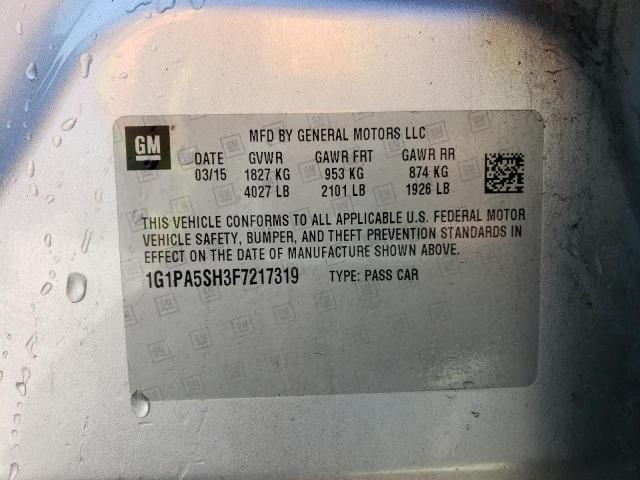 GM
MFD BY GENERAL MOTORS LLC
DATE GVWR GAWR FRT GAWR RR
03/15 1827 KG 953 KG 874 KG
4027 LB 2101 LB 1926 LB
THIS VEHICLE CONFORMS TO ALL APPLICABLE U.S. FEDERAL MOTOR
VEHICLE SAFETY, BUMPER, AND THEFT PREVENTION STANDARDS IN
EFFECT ON THE DATE OF MANUFACTURE SHOWN ABOVE.
1G1PA5SH3F7217319 TYPE: PASS CAR